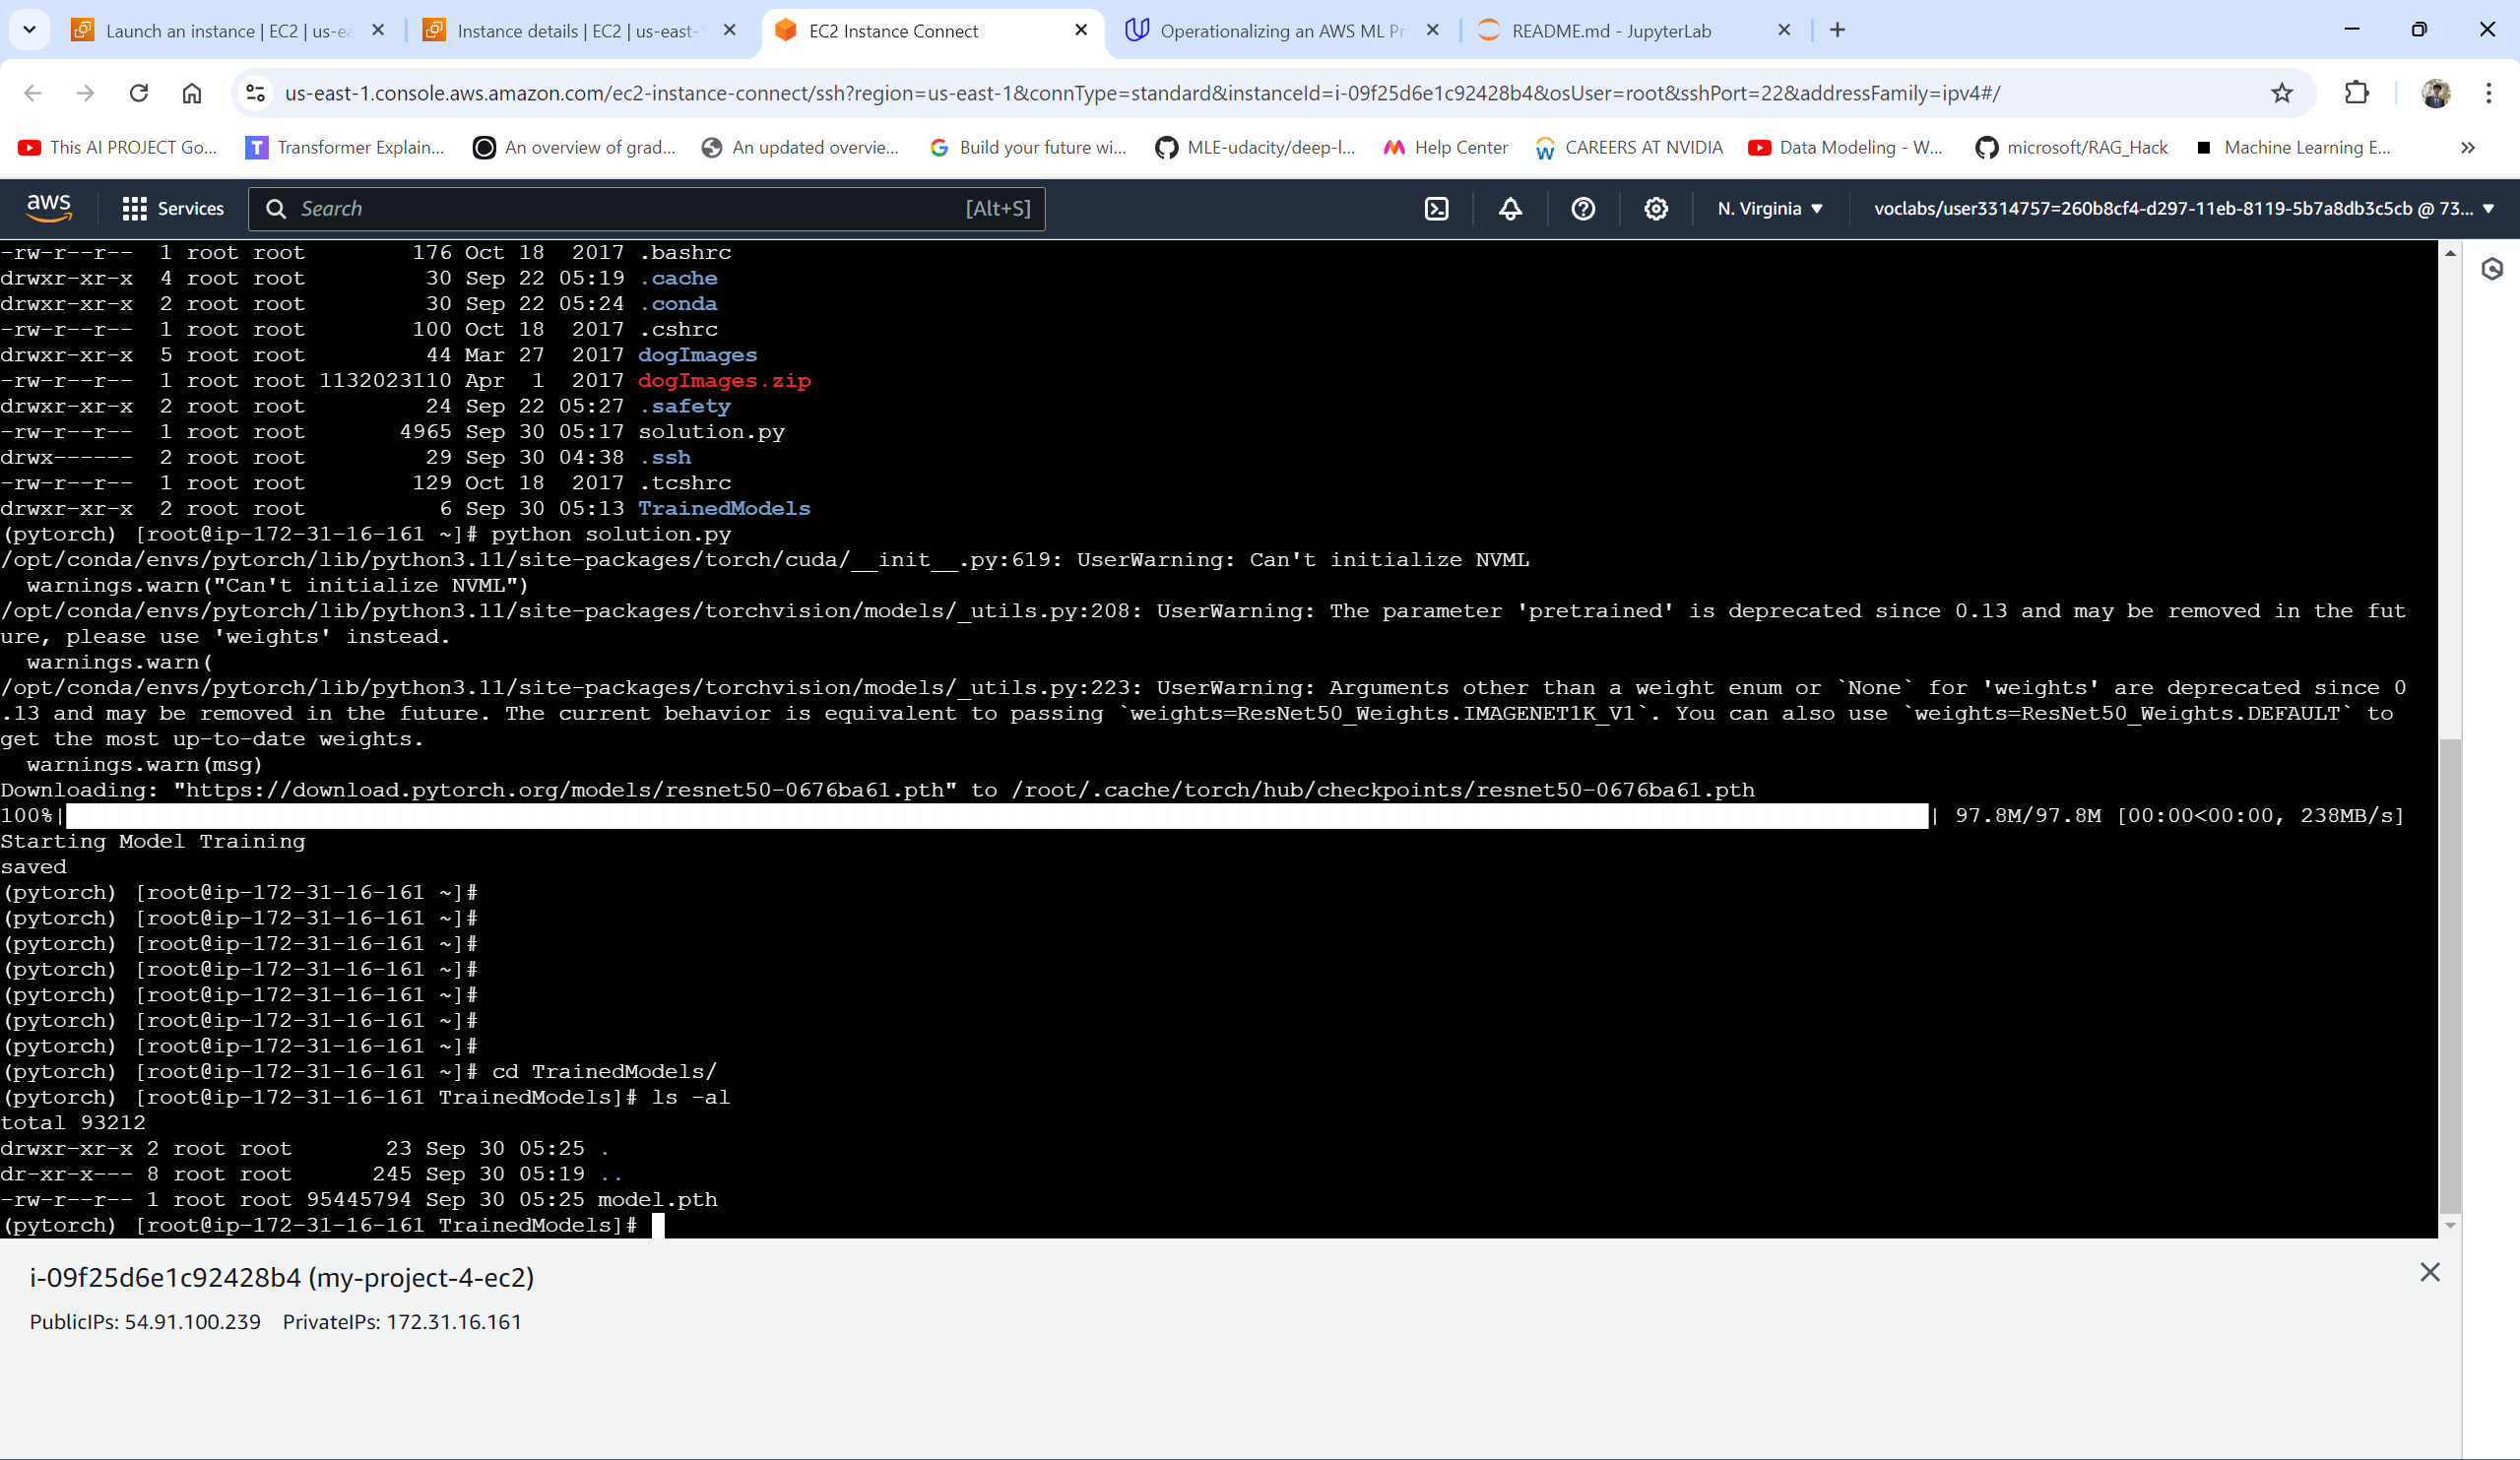 Launch an instance | EC2 | us-ea
Instance details | EC2 | us-east-1
EC2 Instance Connect
Operationalizing an AWS ML Pr
README.md - JupyterLab
us-east-1.console.aws.amazon.com/ec2-instance-connect/ssh?region=us-east-1&connType=standard&instanceId=i-09f25d6e1c92428b4&osUser=root&sshPort=22&addressFamily=ipv4#/
This AI PROJECT Go...
Transformer Explain...
An overview of grad...
An updated overvie...
Build your future wi...
MLE-udacity/deep-l...
Help Center
CAREERS AT NVIDIA
Data Modeling - W...
microsoft/RAG_Hack
Machine Learning E...
aws
Services
Search
[Alt+S]
N. Virginia
voclabs/user3314757=260b8cf4-d297-11eb-8119-5b7a8db3c5cb @ 73...
-rw-r--r--  1 root root        176 Oct 18  2017 .bashrc
drwxr-xr-x  4 root root         30 Sep 22 05:19 .cache
drwxr-xr-x  2 root root         30 Sep 22 05:24 .conda
-rw-r--r--  1 root root        100 Oct 18  2017 .cshrc
drwxr-xr-x  5 root root         44 Mar 27  2017 dogImages
-rw-r--r--  1 root root 1132023110 Apr  1  2017 dogImages.zip
drwxr-xr-x  2 root root         24 Sep 22 05:27 .safety
-rw-r--r--  1 root root       4965 Sep 30 05:17 solution.py
drwx------  2 root root         29 Sep 30 04:38 .ssh
-rw-r--r--  1 root root        129 Oct 18  2017 .tcshrc
drwxr-xr-x  2 root root          6 Sep 30 05:13 TrainedModels
(pytorch) [root@ip-172-31-16-161 ~]# python solution.py
/opt/conda/envs/pytorch/lib/python3.11/site-packages/torch/cuda/__init__.py:619: UserWarning: Can't initialize NVML
  warnings.warn("Can't initialize NVML")
/opt/conda/envs/pytorch/lib/python3.11/site-packages/torchvision/models/_utils.py:208: UserWarning: The parameter 'pretrained' is deprecated since 0.13 and may be removed in the fut
ure, please use 'weights' instead.
  warnings.warn(
/opt/conda/envs/pytorch/lib/python3.11/site-packages/torchvision/models/_utils.py:223: UserWarning: Arguments other than a weight enum or `None` for 'weights' are deprecated since 0
.13 and may be removed in the future. The current behavior is equivalent to passing `weights=ResNet50_Weights.IMAGENET1K_V1`. You can also use `weights=ResNet50_Weights.DEFAULT` to
get the most up-to-date weights.
  warnings.warn(msg)
Downloading: "https://download.pytorch.org/models/resnet50-0676ba61.pth" to /root/.cache/torch/hub/checkpoints/resnet50-0676ba61.pth
100%| | 97.8M/97.8M [00:00<00:00, 238MB/s]
Starting Model Training
saved
(pytorch) [root@ip-172-31-16-161 ~]#
(pytorch) [root@ip-172-31-16-161 ~]#
(pytorch) [root@ip-172-31-16-161 ~]#
(pytorch) [root@ip-172-31-16-161 ~]#
(pytorch) [root@ip-172-31-16-161 ~]#
(pytorch) [root@ip-172-31-16-161 ~]#
(pytorch) [root@ip-172-31-16-161 ~]#
(pytorch) [root@ip-172-31-16-161 ~]# cd TrainedModels/
(pytorch) [root@ip-172-31-16-161 TrainedModels]# ls -al
total 93212
drwxr-xr-x 2 root root       23 Sep 30 05:25 .
dr-xr-x--- 8 root root      245 Sep 30 05:19 ..
-rw-r--r-- 1 root root 95445794 Sep 30 05:25 model.pth
(pytorch) [root@ip-172-31-16-161 TrainedModels]#
i-09f25d6e1c92428b4 (my-project-4-ec2)
PublicIPs: 54.91.100.239 PrivateIPs: 172.31.16.161